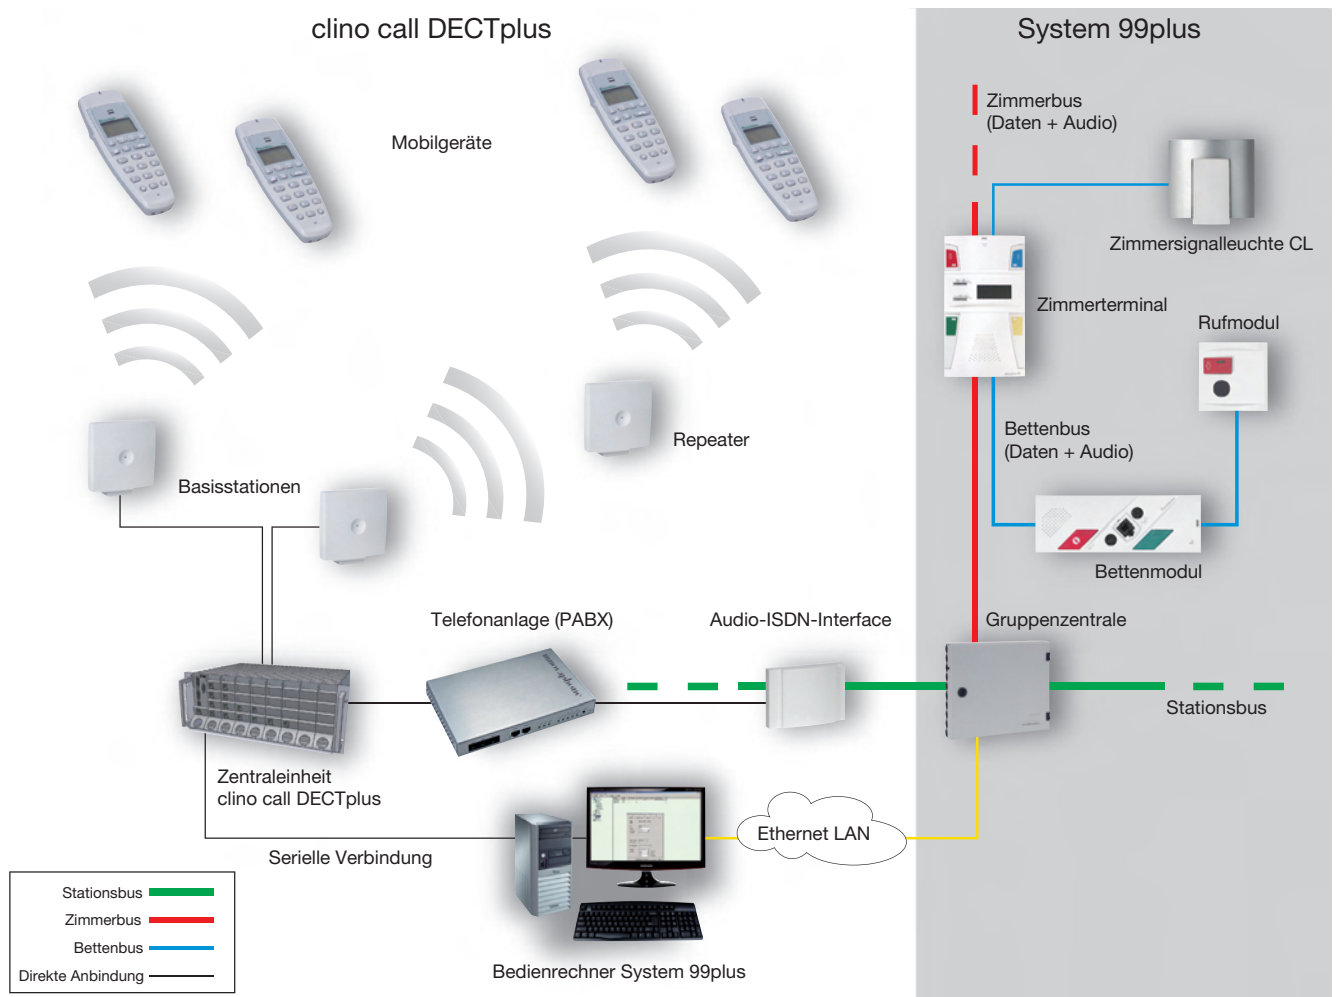 clino call DECTplus
System 99plus
Zimmerbus
(Daten + Audio)
Mobilgeräte
Zimmersignalleuchte CL
Zimmerterminal
Rufmodul
Bettenbus
(Daten + Audio)
Repeater
Basisstationen
Bettenmodul
Telefonanlage (PABX)
Audio-ISDN-Interface
Gruppenzentrale
Stationsbus
Zentraleinheit
clino call DECTplus
Ethernet LAN
Serielle Verbindung
Stationsbus
Zimmerbus
Bettenbus
Direkte Anbindung
Bedienrechner System 99plus